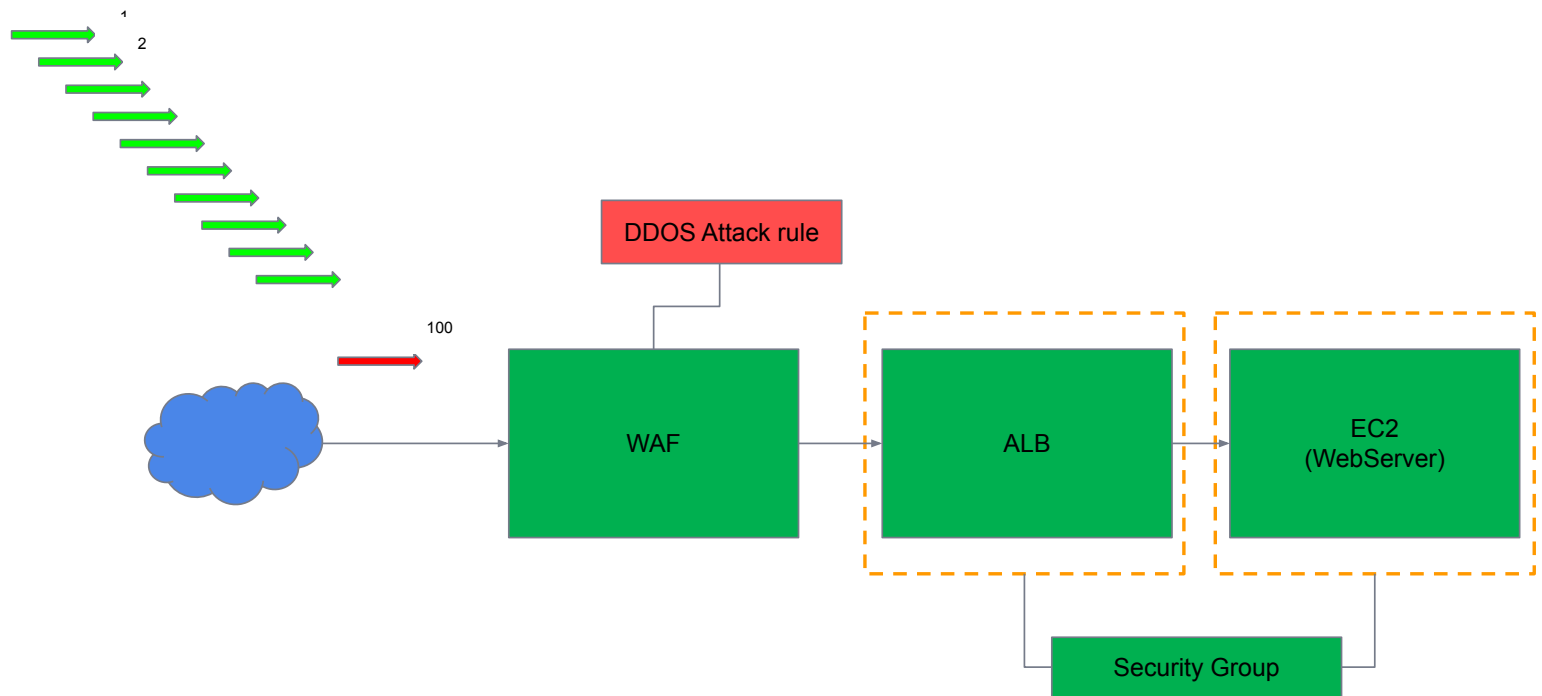 1
2
DDOS Attack rule
100
WAF
ALB
EC2
(WebServer)
Security Group